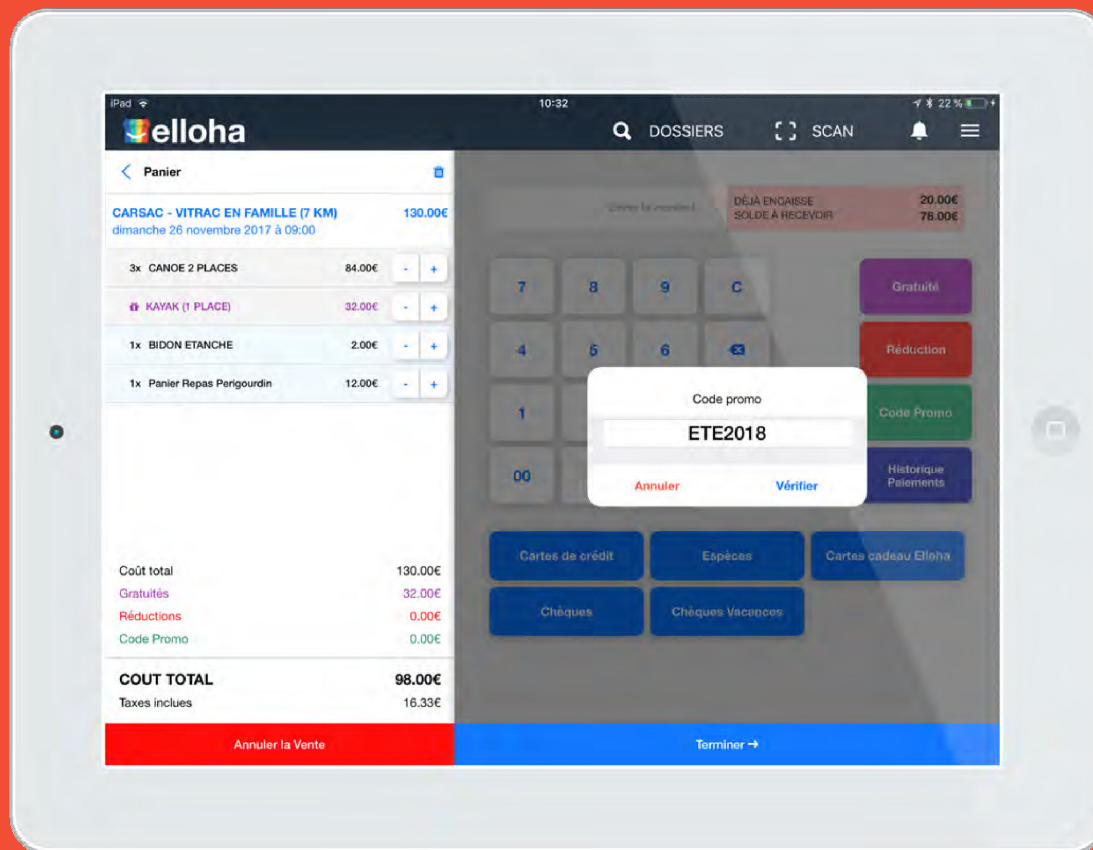 iPad 10:32 22 %
elloha DOSSIERS SCAN
Panier
CARSAC - VITRAC EN FAMILLE (7 KM) 130.00€
dimanche 26 novembre 2017 à 09:00
3x CANOE 2 PLACES 84.00€ - +
KAYAK (1 PLACE) 32.00€ - +
1x BIDON ETANCHE 2.00€ - +
1x Panier Repas Perigourdin 12.00€ - +
Coût total 130.00€
Gratuités 32.00€
Réductions 0.00€
Code Promo 0.00€
COUT TOTAL 98.00€
Taxes inclues 16.33€
Annuler la Vente
DÉJÀ ENCAISSE 20.00€
SOLDE À RECEVOIR 78.00€
7 8 9 C Gratuité
4 5 6 Réduction
1 Code Promo
00 Historique
Paiements
Code promo
ETE2018
Annuler Vérifier
Cartes de crédit Espèces Cartes cadeau Elloha
Chèques Chèques Vacances
Terminer →